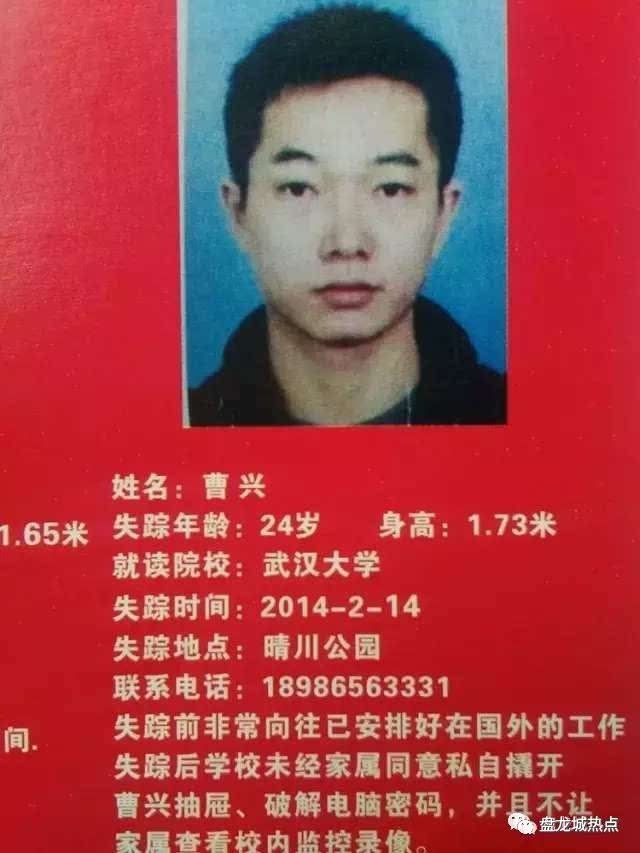 姓名：曹兴
1.65米 失踪年龄：24岁 身高：1.73米
就读院校：武汉大学
失踪时间：2014-2-14
失踪地点：晴川公园
联系电话：18986563331
失踪前非常向往已安排好在国外的工作
间. 失踪后学校未经家属同意私自撬开
曹兴抽屉、破解电脑密码，并且不让
家属查看校内监控录像。
盘龙城热点